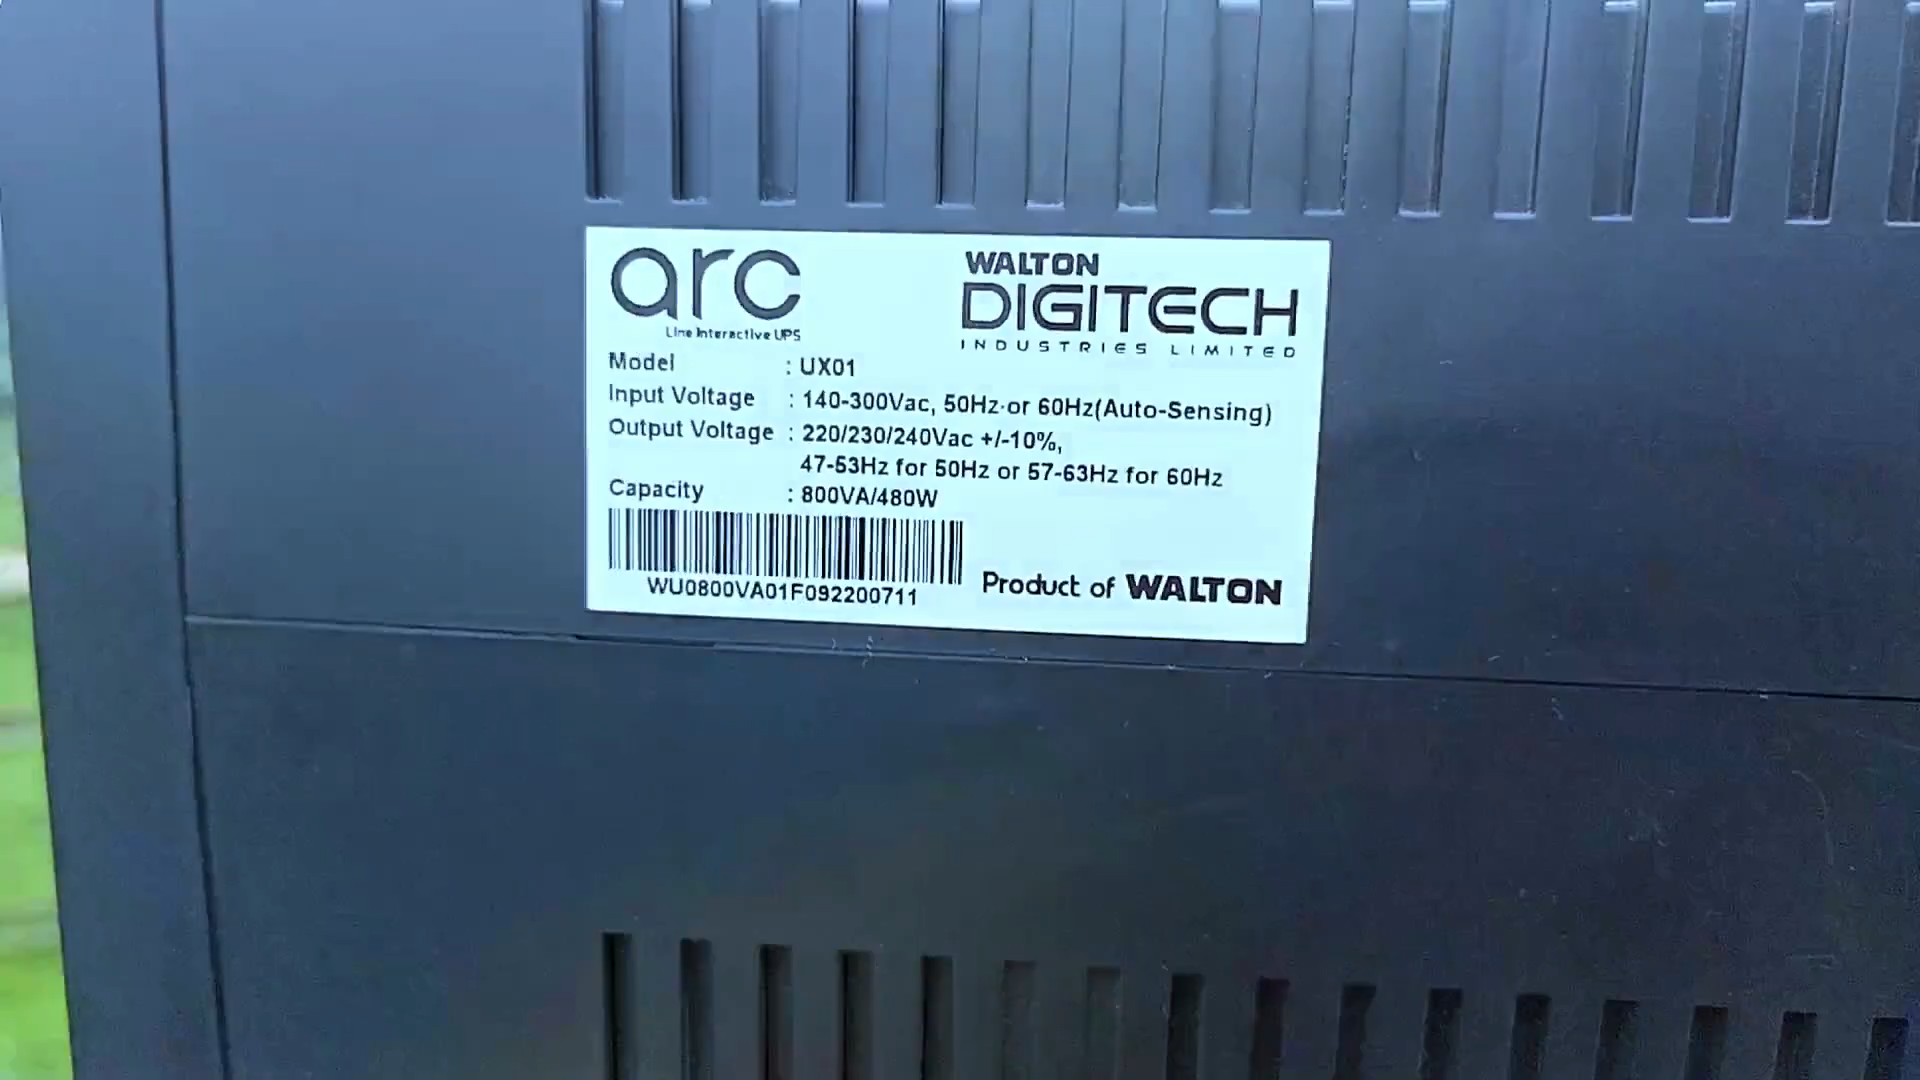 arc
Line Interactive UPS
WALTON
DIGITECH
INDUSTRIES LIMITED
Model : UX01
Input Voltage : 140-300Vac, 50Hz or 60Hz(Auto-Sensing)
Output Voltage : 220/230/240Vac +/-10%,
47-53Hz for 50Hz or 57-63Hz for 60Hz
Capacity : 800VA/480W
WU0800VA01F092200711
Product of WALTON